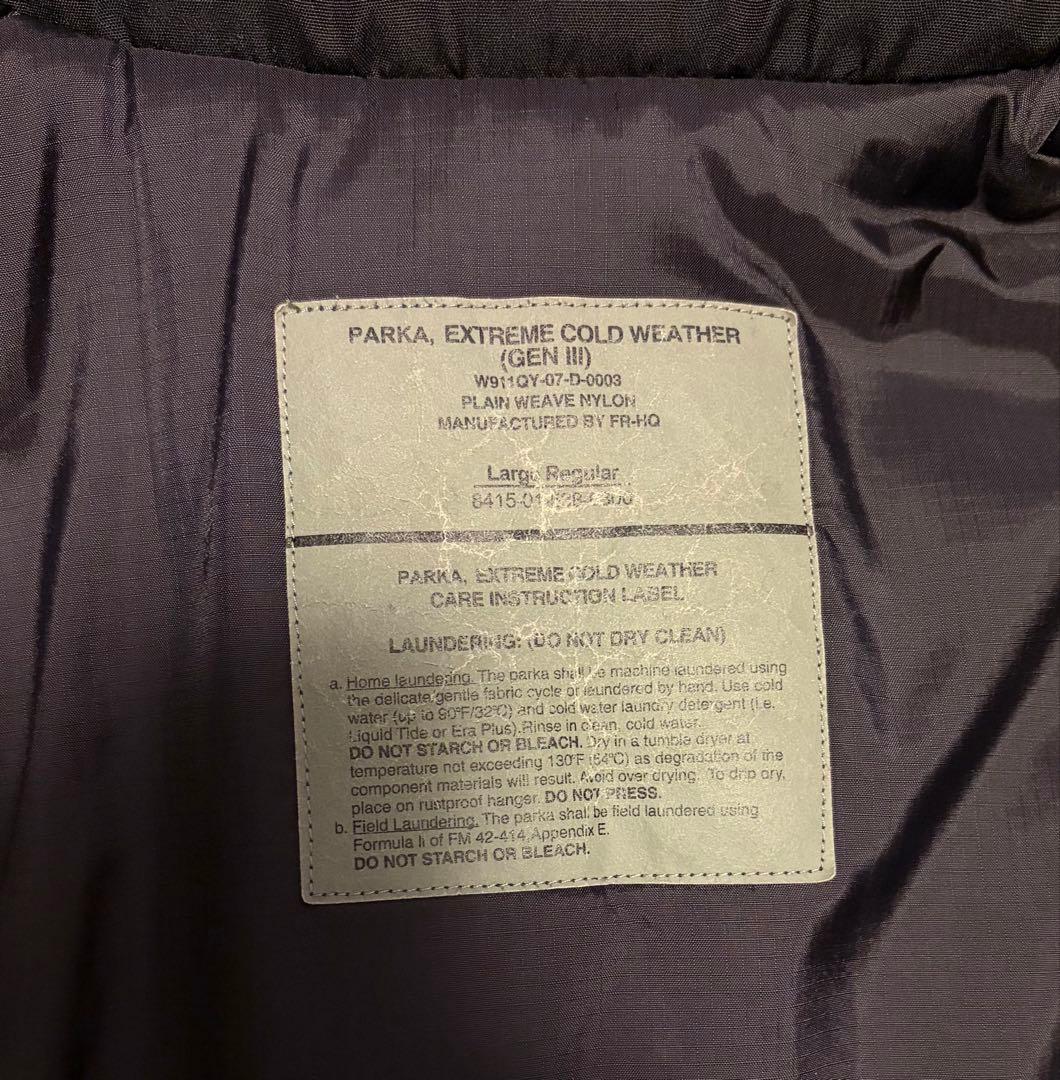 PARKA, EXTREME COLD WEATHER
(GEN III)
W911QY-07-D-0003
PLAIN WEAVE NYLON
MANUFACTURED BY FR-HQ
Large Regular
PARKA, EXTREME COLD WEATHER
CARE INSTRUCTION LABEL
LAUNDERING: (DO NOT DRY CLEAN)
a. Home laundering. The parka shall be machine laundered using
the delicate/gentle fabric cycle or laundered by hand. Use cold
water (up to 90°F/32°C) and cold water laundry detergent (i.e.
Liquid Tide or Era Plus).Rinse in clean, cold water.
DO NOT STARCH OR BLEACH. Dry in a tumble dryer at
temperature not exceeding 130°F (54°C) as degradation of the
component materials will result. Avoid over drying. To drip dry,
place on rustproof hanger. DO NOT PRESS.
b. Field Laundering. The parka shall be field laundered using
Formula II of FM 42-414,Appendix E.
DO NOT STARCH OR BLEACH.